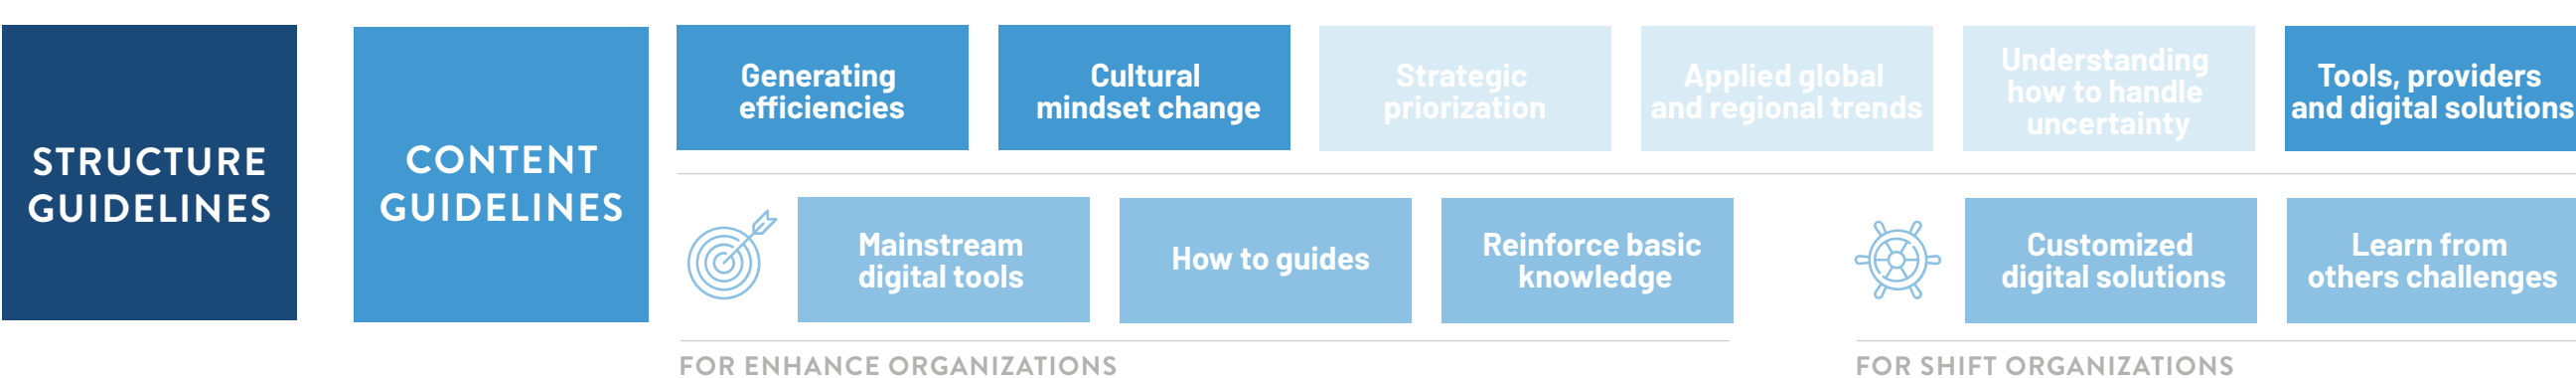 STRUCTURE
GUIDELINES
CONTENT
GUIDELINES
Generating
efficiencies
Cultural
mindset change
Strategic
priorization
Applied global
and regional trends
Understanding
how to handle
uncertainty
Tools, providers
and digital solutions
Mainstream
digital tools
How to guides
Reinforce basic
knowledge
Customized
digital solutions
Learn from
others challenges
FOR ENHANCE ORGANIZATIONS
FOR SHIFT ORGANIZATIONS